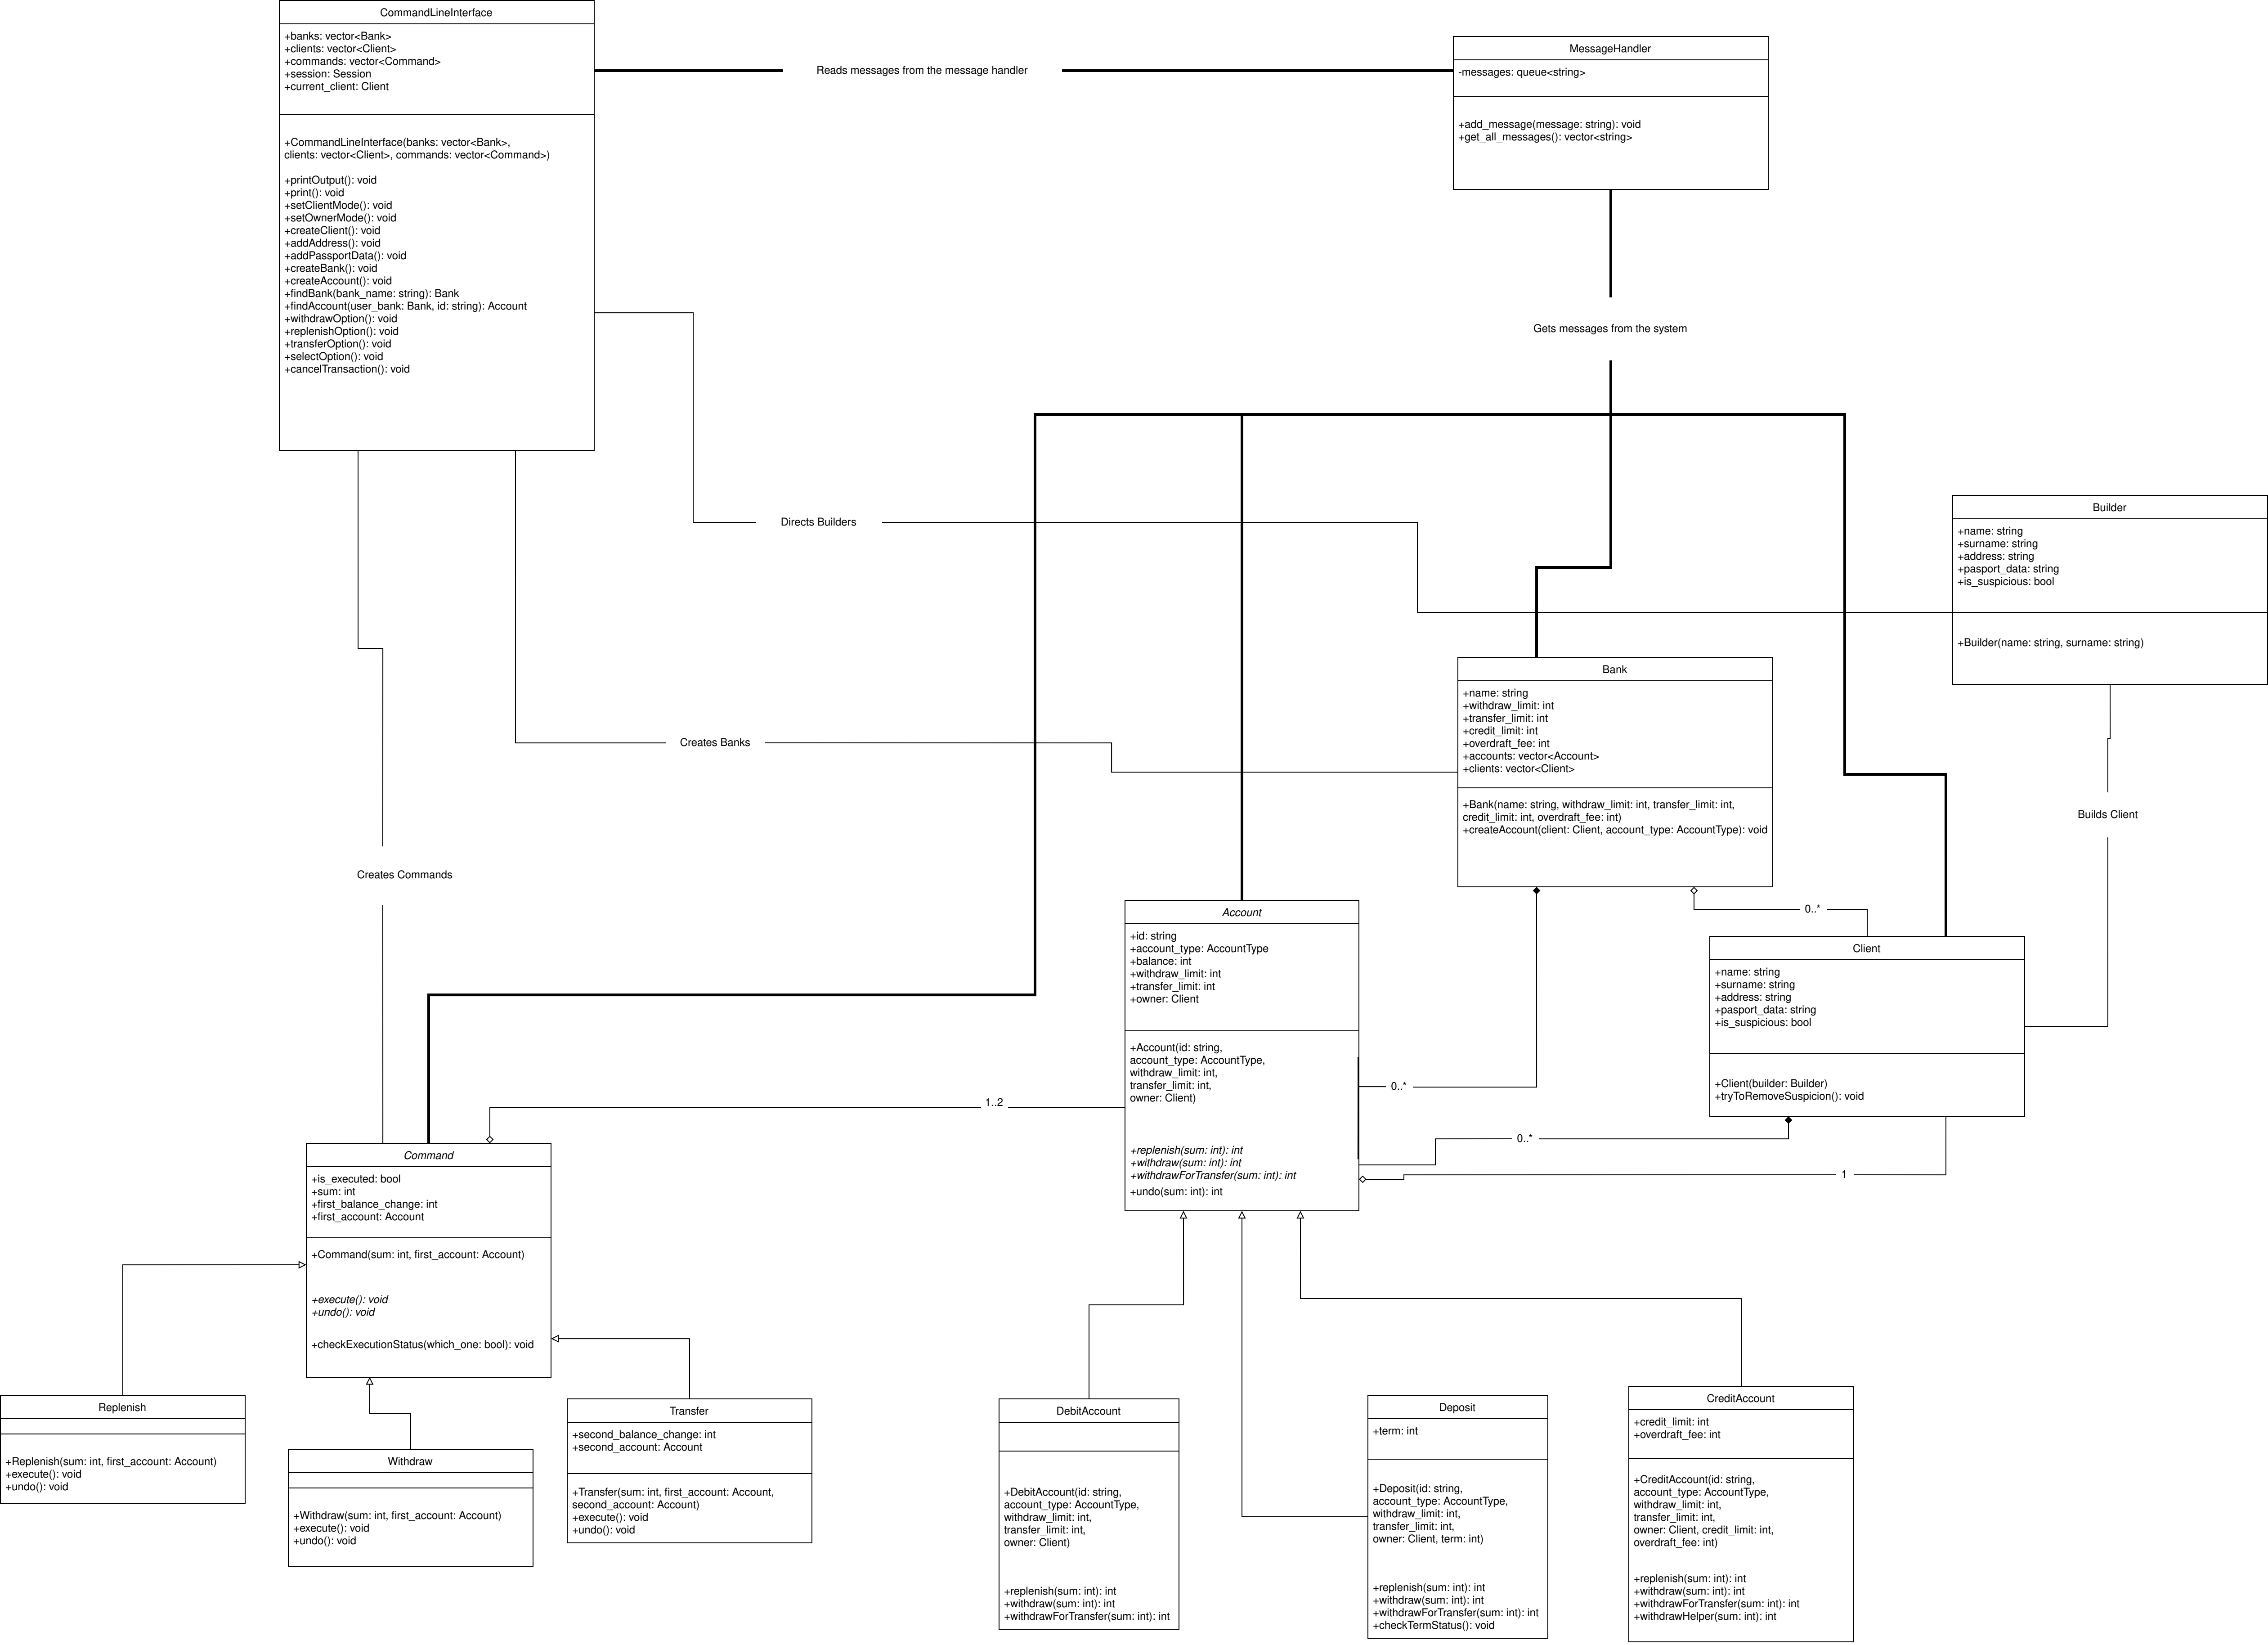 CommandLineInterface
+banks: vector<Bank>
+clients: vector<Client>
+commands: vector<Command>
+session: Session
+current_client: Client
+CommandLineInterface(banks: vector<Bank>,
clients: vector<Client>, commands: vector<Command>)
+printOutput(): void
+print(): void
+setClientMode(): void
+setOwnerMode(): void
+createClient(): void
+addAddress(): void
+addPassportData(): void
+createBank(): void
+createAccount(): void
+findBank(bank_name: string): Bank
+findAccount(user_bank: Bank, id: string): Account
+withdrawOption(): void
+replenishOption(): void
+transferOption(): void
+selectOption(): void
+cancelTransaction(): void
Reads messages from the message handler
MessageHandler
-messages: queue<string>
+add_message(message: string): void
+get_all_messages(): vector<string>
Gets messages from the system
Directs Builders
Builder
+name: string
+surname: string
+address: string
+pasport_data: string
+is_suspicious: bool
+Builder(name: string, surname: string)
Creates Banks
Bank
+name: string
+withdraw_limit: int
+transfer_limit: int
+credit_limit: int
+overdraft_fee: int
+accounts: vector<Account>
+clients: vector<Client>
+Bank(name: string, withdraw_limit: int, transfer_limit: int,
credit_limit: int, overdraft_fee: int)
+createAccount(client: Client, account_type: AccountType): void
Builds Client
Creates Commands
Account
+id: string
+account_type: AccountType
+balance: int
+withdraw_limit: int
+transfer_limit: int
+owner: Client
+Account(id: string,
account_type: AccountType,
withdraw_limit: int,
transfer_limit: int,
owner: Client)
+replenish(sum: int): int
+withdraw(sum: int): int
+withdrawForTransfer(sum: int): int
+undo(sum: int): int
0..*
Client
+name: string
+surname: string
+address: string
+pasport_data: string
+is_suspicious: bool
+Client(builder: Builder)
+tryToRemoveSuspicion(): void
0..*
1..2
0..*
1
Command
+is_executed: bool
+sum: int
+first_balance_change: int
+first_account: Account
+Command(sum: int, first_account: Account)
+execute(): void
+undo(): void
+checkExecutionStatus(which_one: bool): void
Replenish
+Replenish(sum: int, first_account: Account)
+execute(): void
+undo(): void
Withdraw
+Withdraw(sum: int, first_account: Account)
+execute(): void
+undo(): void
Transfer
+second_balance_change: int
+second_account: Account
+Transfer(sum: int, first_account: Account,
second_account: Account)
+execute(): void
+undo(): void
DebitAccount
+DebitAccount(id: string,
account_type: AccountType,
withdraw_limit: int,
transfer_limit: int,
owner: Client)
+replenish(sum: int): int
+withdraw(sum: int): int
+withdrawForTransfer(sum: int): int
Deposit
+term: int
+Deposit(id: string,
account_type: AccountType,
withdraw_limit: int,
transfer_limit: int,
owner: Client, term: int)
+replenish(sum: int): int
+withdraw(sum: int): int
+withdrawForTransfer(sum: int): int
+checkTermStatus(): void
CreditAccount
+credit_limit: int
+overdraft_fee: int
+CreditAccount(id: string,
account_type: AccountType,
withdraw_limit: int,
transfer_limit: int,
owner: Client, credit_limit: int,
overdraft_fee: int)
+replenish(sum: int): int
+withdraw(sum: int): int
+withdrawForTransfer(sum: int): int
+withdrawHelper(sum: int): int